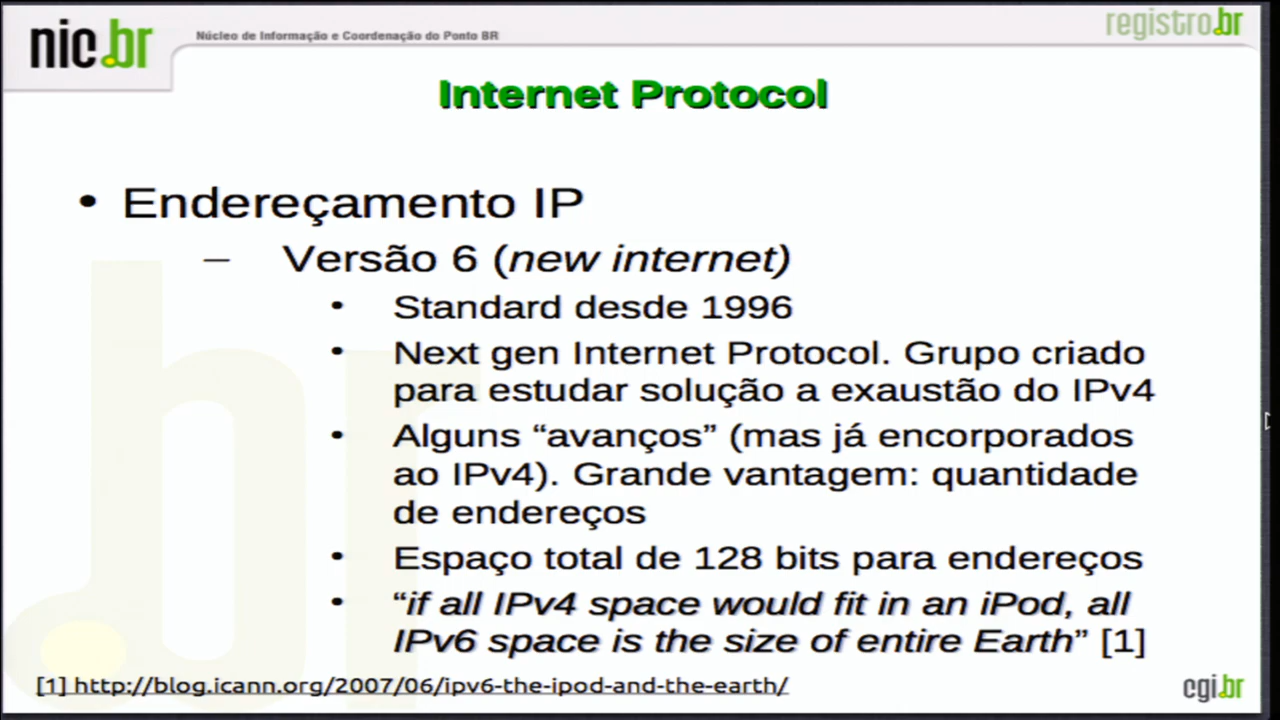 nic.br
Núcleo de Informação e Coordenação do Ponto BR
registro.br
Internet Protocol
• Endereçamento IP
– Versão 6 (new internet)
• Standard desde 1996
• Next gen Internet Protocol. Grupo criado
para estudar solução a exaustão do IPv4
• Alguns “avanços” (mas já encorporados
ao IPv4). Grande vantagem: quantidade
de endereços
• Espaço total de 128 bits para endereços
• “if all IPv4 space would fit in an iPod, all
IPv6 space is the size of entire Earth” [1]
[1] http://blog.icann.org/2007/06/ipv6-the-ipod-and-the-earth/
cgi.br
.br